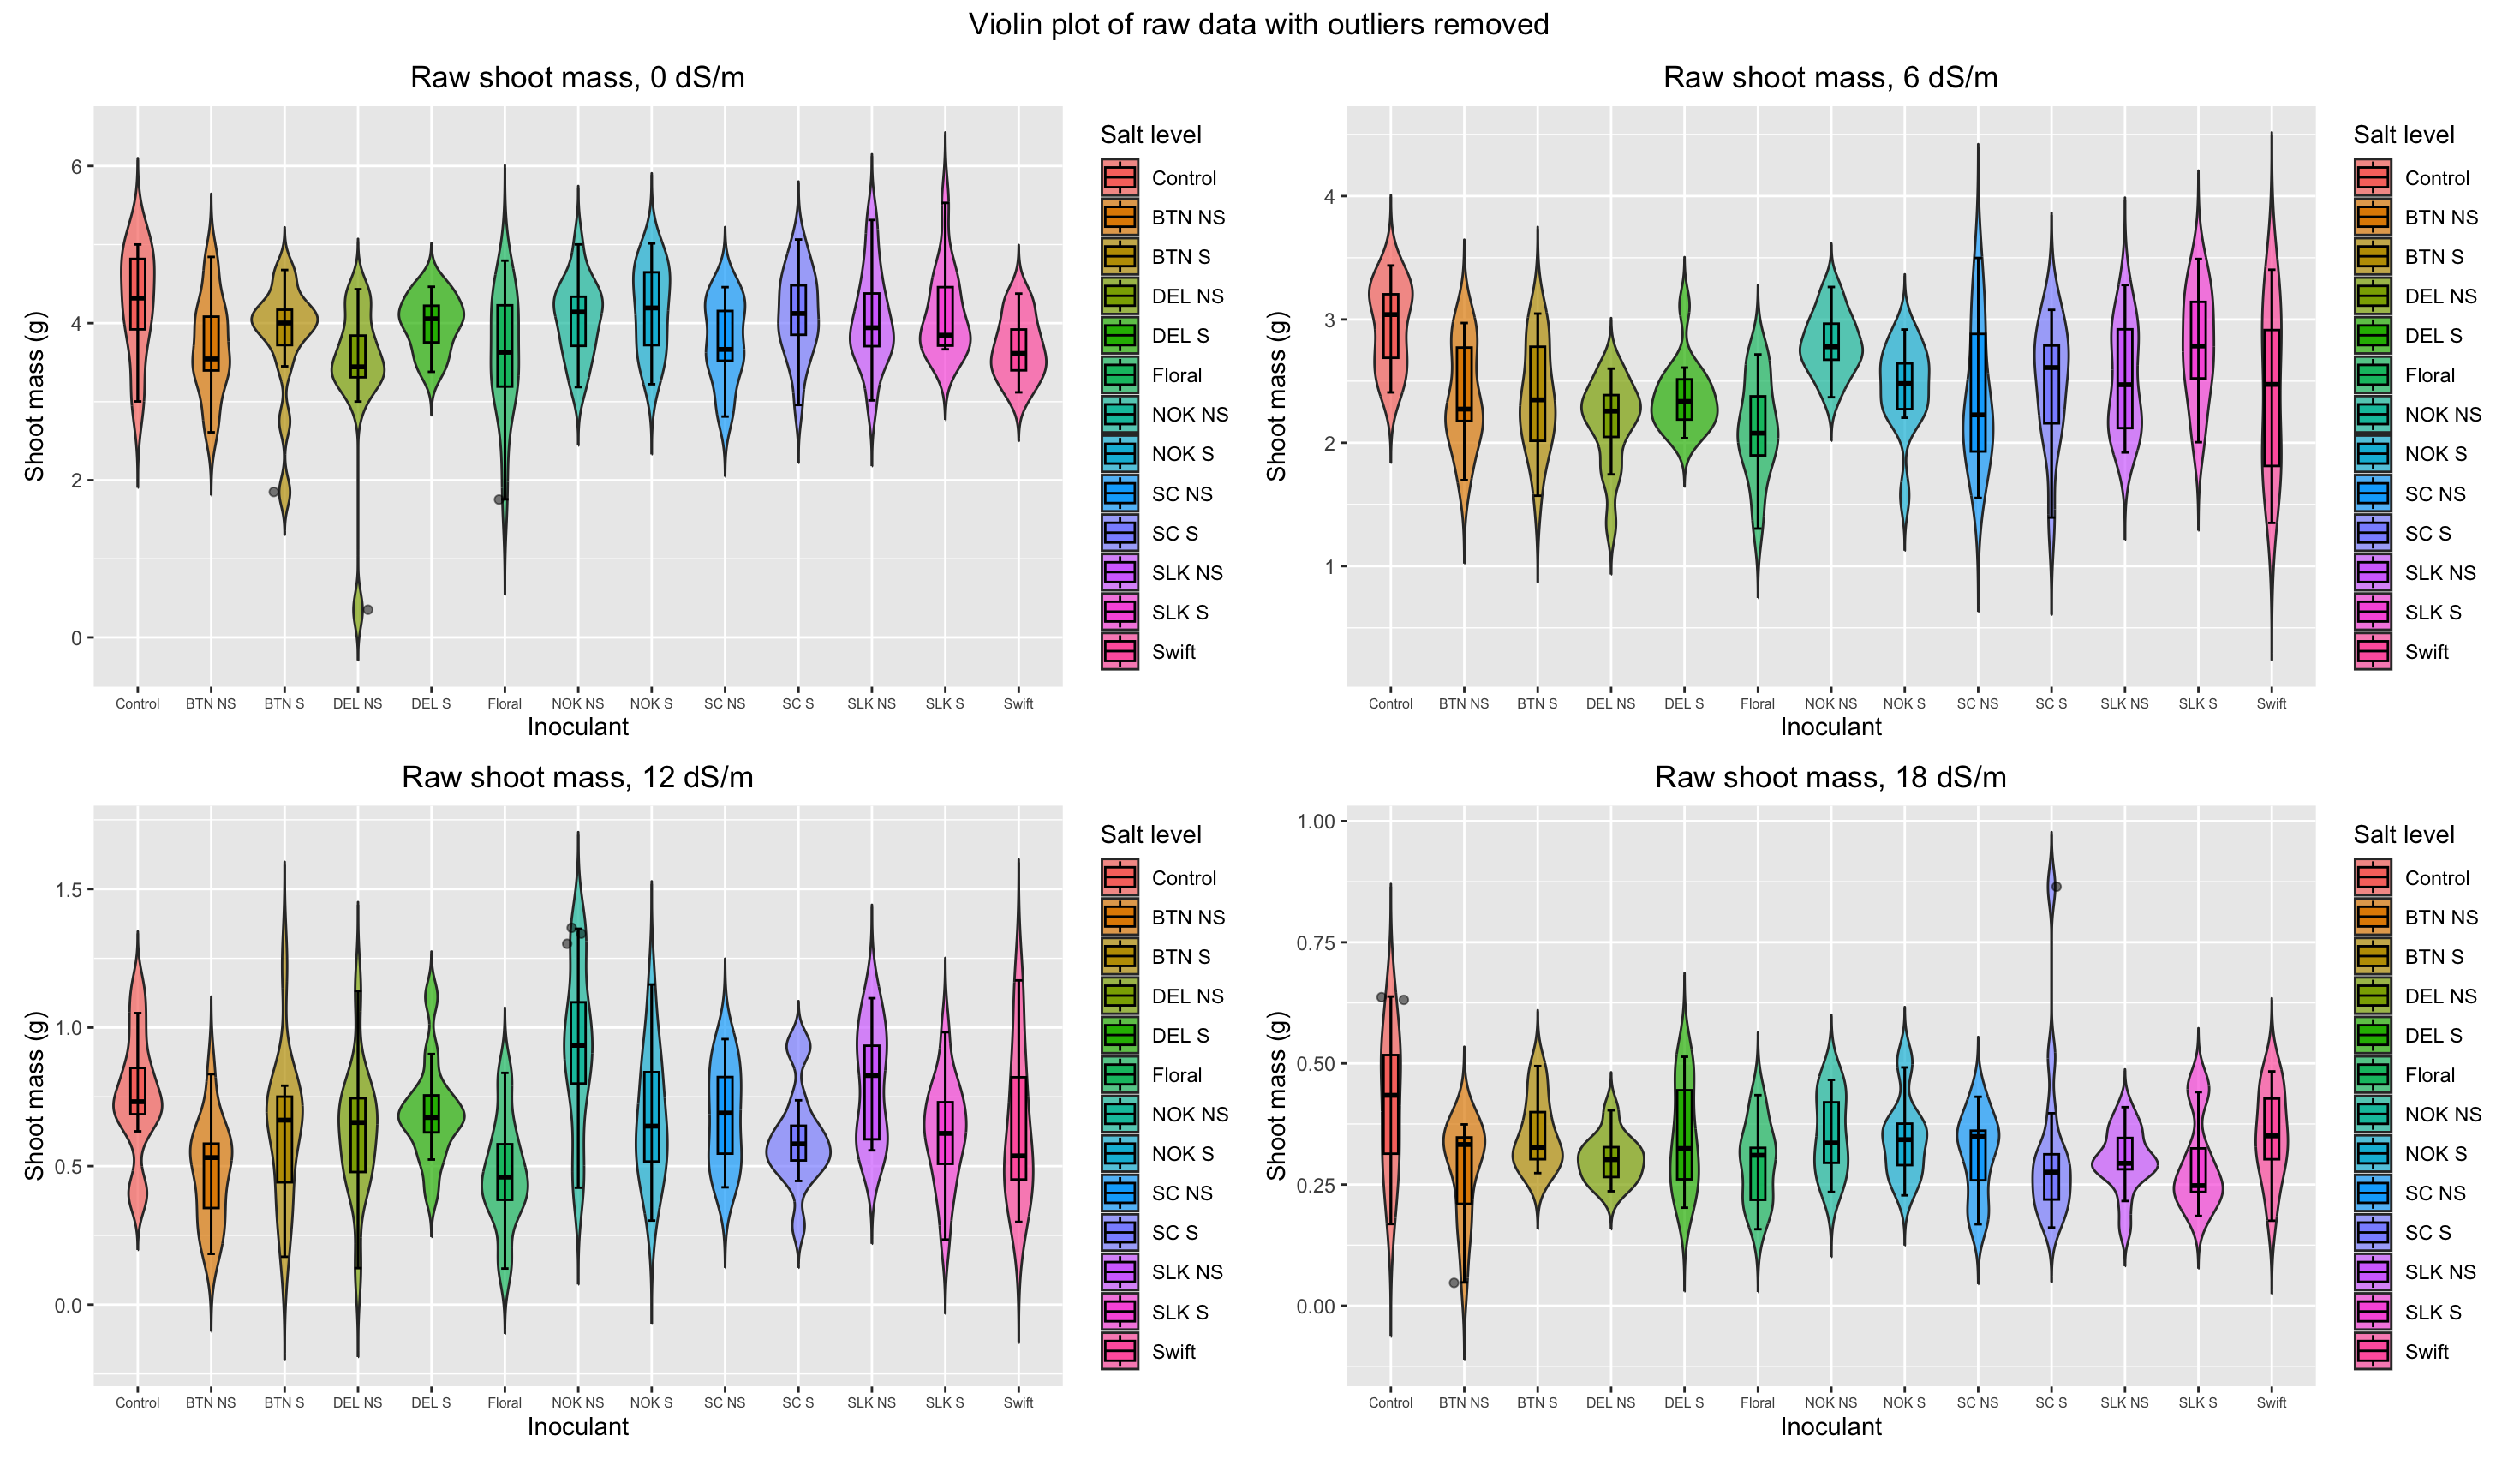 Violin plot of raw data with outliers removed
Raw shoot mass, 0 dS/m
Shoot mass (g)
6
4
2
0
Control BTN NS BTN S DEL NS DEL S Floral NOK NS NOK S SC NS SC S SLK NS SLK S Swift
Inoculant
Salt level
Control
BTN NS
BTN S
DEL NS
DEL S
Floral
NOK NS
NOK S
SC NS
SC S
SLK NS
SLK S
Swift
Raw shoot mass, 6 dS/m
Shoot mass (g)
4
3
2
1
Control BTN NS BTN S DEL NS DEL S Floral NOK NS NOK S SC NS SC S SLK NS SLK S Swift
Inoculant
Salt level
Control
BTN NS
BTN S
DEL NS
DEL S
Floral
NOK NS
NOK S
SC NS
SC S
SLK NS
SLK S
Swift
Raw shoot mass, 12 dS/m
Shoot mass (g)
1.5
1.0
0.5
0.0
Control BTN NS BTN S DEL NS DEL S Floral NOK NS NOK S SC NS SC S SLK NS SLK S Swift
Inoculant
Salt level
Control
BTN NS
BTN S
DEL NS
DEL S
Floral
NOK NS
NOK S
SC NS
SC S
SLK NS
SLK S
Swift
Raw shoot mass, 18 dS/m
Shoot mass (g)
1.00
0.75
0.50
0.25
0.00
Control BTN NS BTN S DEL NS DEL S Floral NOK NS NOK S SC NS SC S SLK NS SLK S Swift
Inoculant
Salt level
Control
BTN NS
BTN S
DEL NS
DEL S
Floral
NOK NS
NOK S
SC NS
SC S
SLK NS
SLK S
Swift